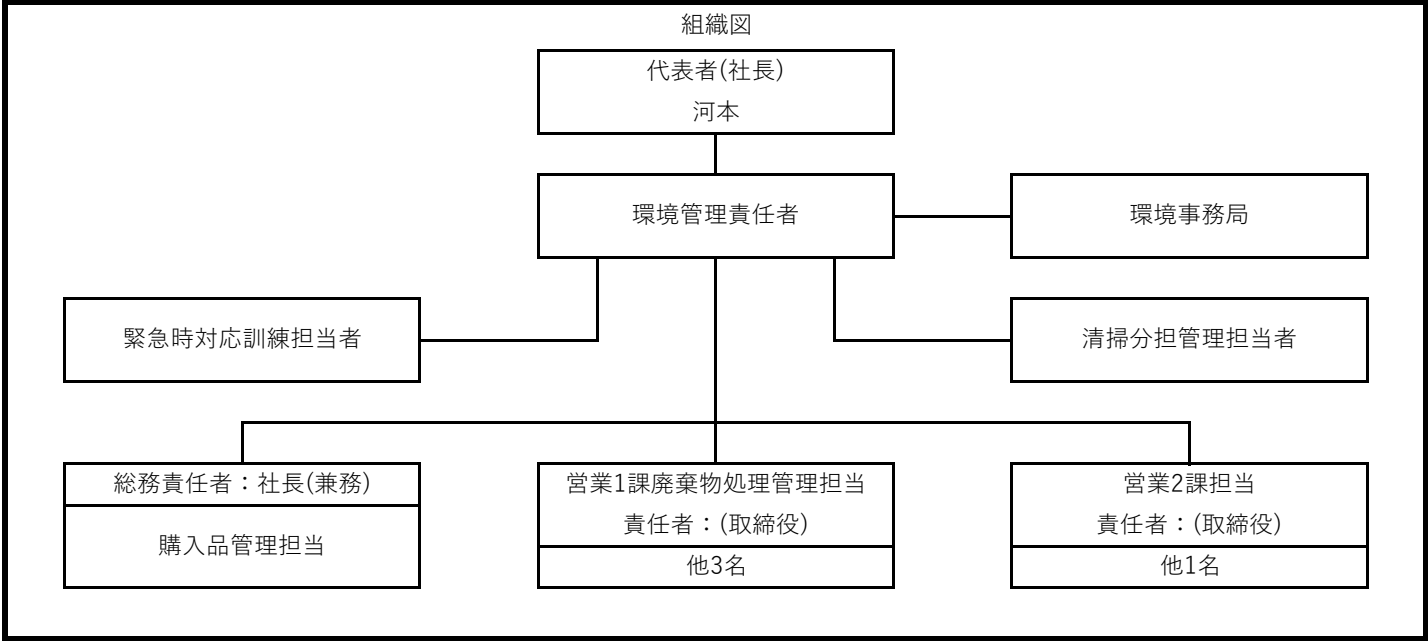 組織図
代表者(社長)
河本
環境管理責任者
環境事務局
緊急時対応訓練担当者
清掃分担管理担当者
総務責任者：社長(兼務)
購入品管理担当
営業1課廃棄物処理管理担当
責任者：(取締役)
他3名
営業2課担当
責任者：(取締役)
他1名